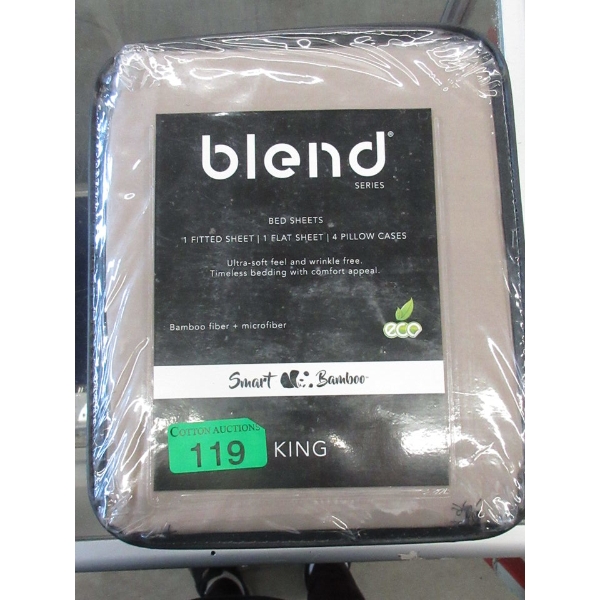 blend®
SERIES
BED SHEETS
1 FITTED SHEET | 1 FLAT SHEET | 4 PILLOW CASES
Ultra-soft feel and wrinkle free.
Timeless bedding with comfort appeal.
eco
Bamboo fiber + microfiber
Smart Bamboo
COTTON AUCTIONS
119
KING